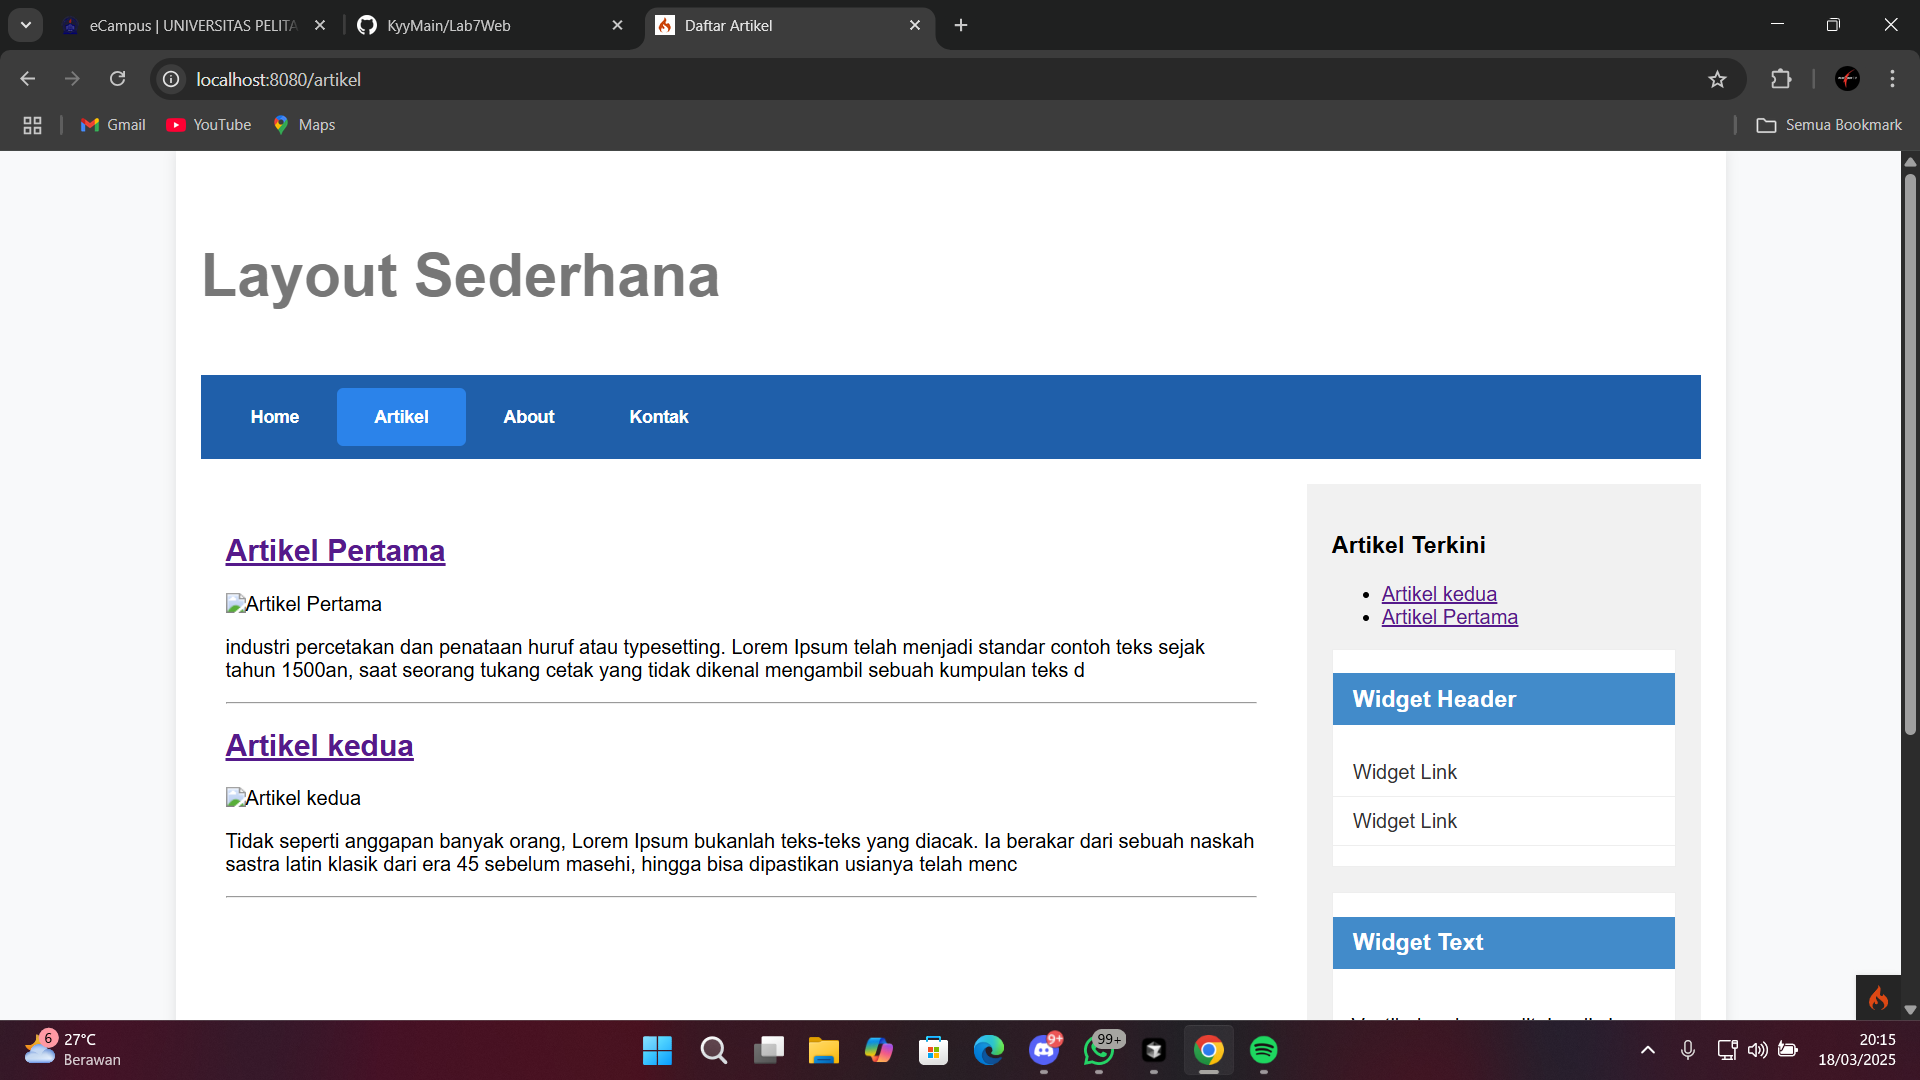 eCampus | UNIVERSITAS PELITA
KyyMain/Lab7Web
Daftar Artikel
localhost:8080/artikel
Gmail
YouTube
Maps
Semua Bookmark
Layout Sederhana
Home
Artikel
About
Kontak
Artikel Pertama
Artikel Pertama
industri percetakan dan penataan huruf atau typesetting. Lorem Ipsum telah menjadi standar contoh teks sejak
tahun 1500an, saat seorang tukang cetak yang tidak dikenal mengambil sebuah kumpulan teks d
Artikel kedua
Artikel kedua
Tidak seperti anggapan banyak orang, Lorem Ipsum bukanlah teks-teks yang diacak. Ia berakar dari sebuah naskah
sastra latin klasik dari era 45 sebelum masehi, hingga bisa dipastikan usianya telah menc
Artikel Terkini
Artikel kedua
Artikel Pertama
Widget Header
Widget Link
Widget Link
Widget Text
6
27°C
Berawan
9+
99+
20:15
18/03/2025